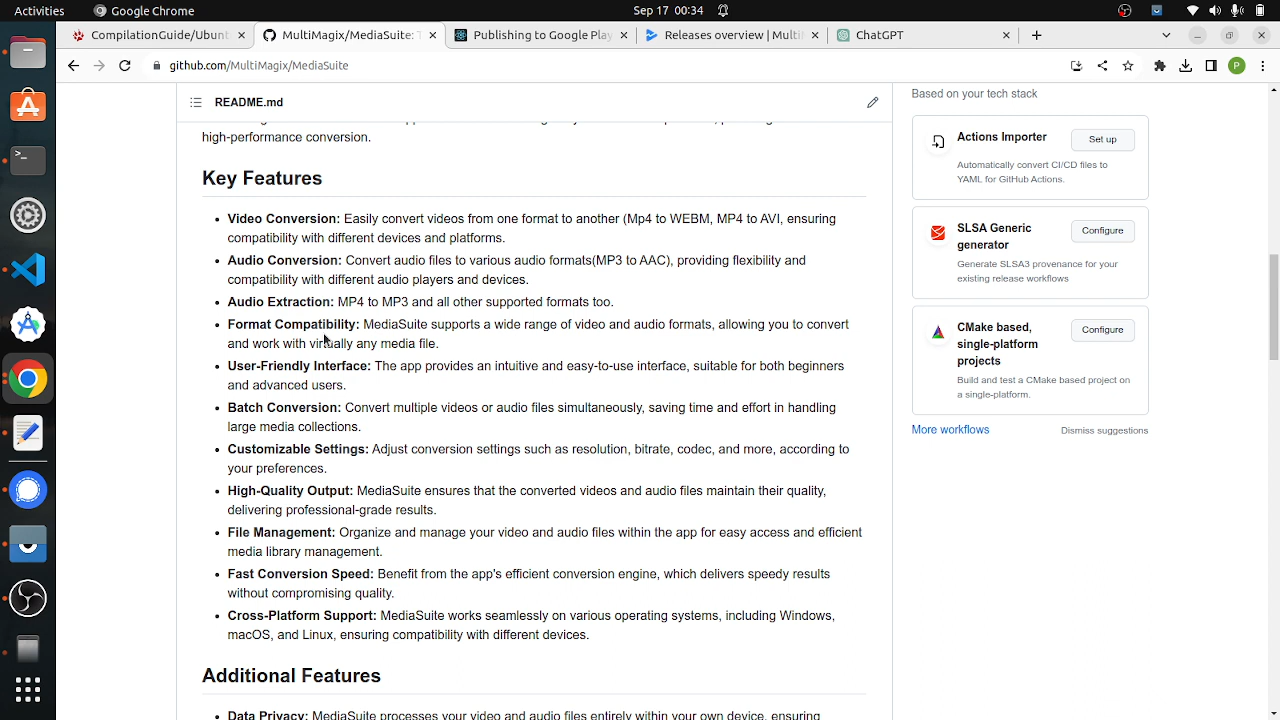 Activities
Google Chrome
Sep 17 00:34
CompilationGuide/Ubunt
MultiMagix/MediaSuite: T
Publishing to Google Play
Releases overview | Multi
ChatGPT
github.com/MultiMagix/MediaSuite
P
README.md
high-performance conversion.
Key Features
• Video Conversion: Easily convert videos from one format to another (Mp4 to WEBM, MP4 to AVI, ensuring
compatibility with different devices and platforms.
• Audio Conversion: Convert audio files to various audio formats(MP3 to AAC), providing flexibility and
compatibility with different audio players and devices.
• Audio Extraction: MP4 to MP3 and all other supported formats too.
• Format Compatibility: MediaSuite supports a wide range of video and audio formats, allowing you to convert
and work with virtually any media file.
• User-Friendly Interface: The app provides an intuitive and easy-to-use interface, suitable for both beginners
and advanced users.
• Batch Conversion: Convert multiple videos or audio files simultaneously, saving time and effort in handling
large media collections.
• Customizable Settings: Adjust conversion settings such as resolution, bitrate, codec, and more, according to
your preferences.
• High-Quality Output: MediaSuite ensures that the converted videos and audio files maintain their quality,
delivering professional-grade results.
• File Management: Organize and manage your video and audio files within the app for easy access and efficient
media library management.
• Fast Conversion Speed: Benefit from the app's efficient conversion engine, which delivers speedy results
without compromising quality.
• Cross-Platform Support: MediaSuite works seamlessly on various operating systems, including Windows,
macOS, and Linux, ensuring compatibility with different devices.
Additional Features
• Data Privacy: MediaSuite processes your video and audio files entirely within your own device, ensuring
Based on your tech stack
Actions Importer
Set up
Automatically convert CI/CD files to
YAML for GitHub Actions.
SLSA Generic
generator
Configure
Generate SLSA3 provenance for your
existing release workflows
CMake based,
single-platform
projects
Configure
Build and test a CMake based project on
a single-platform.
More workflows
Dismiss suggestions